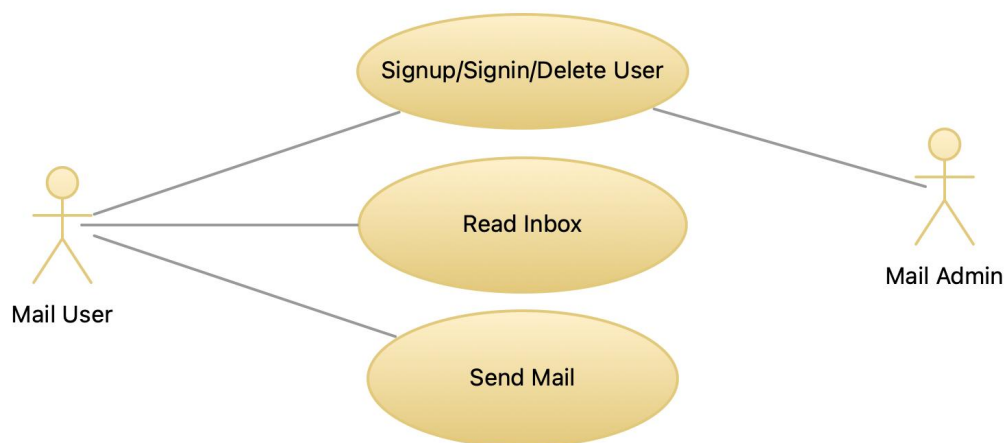 Signup/Signin/Delete User
Read Inbox
Mail User
Mail Admin
Send Mail